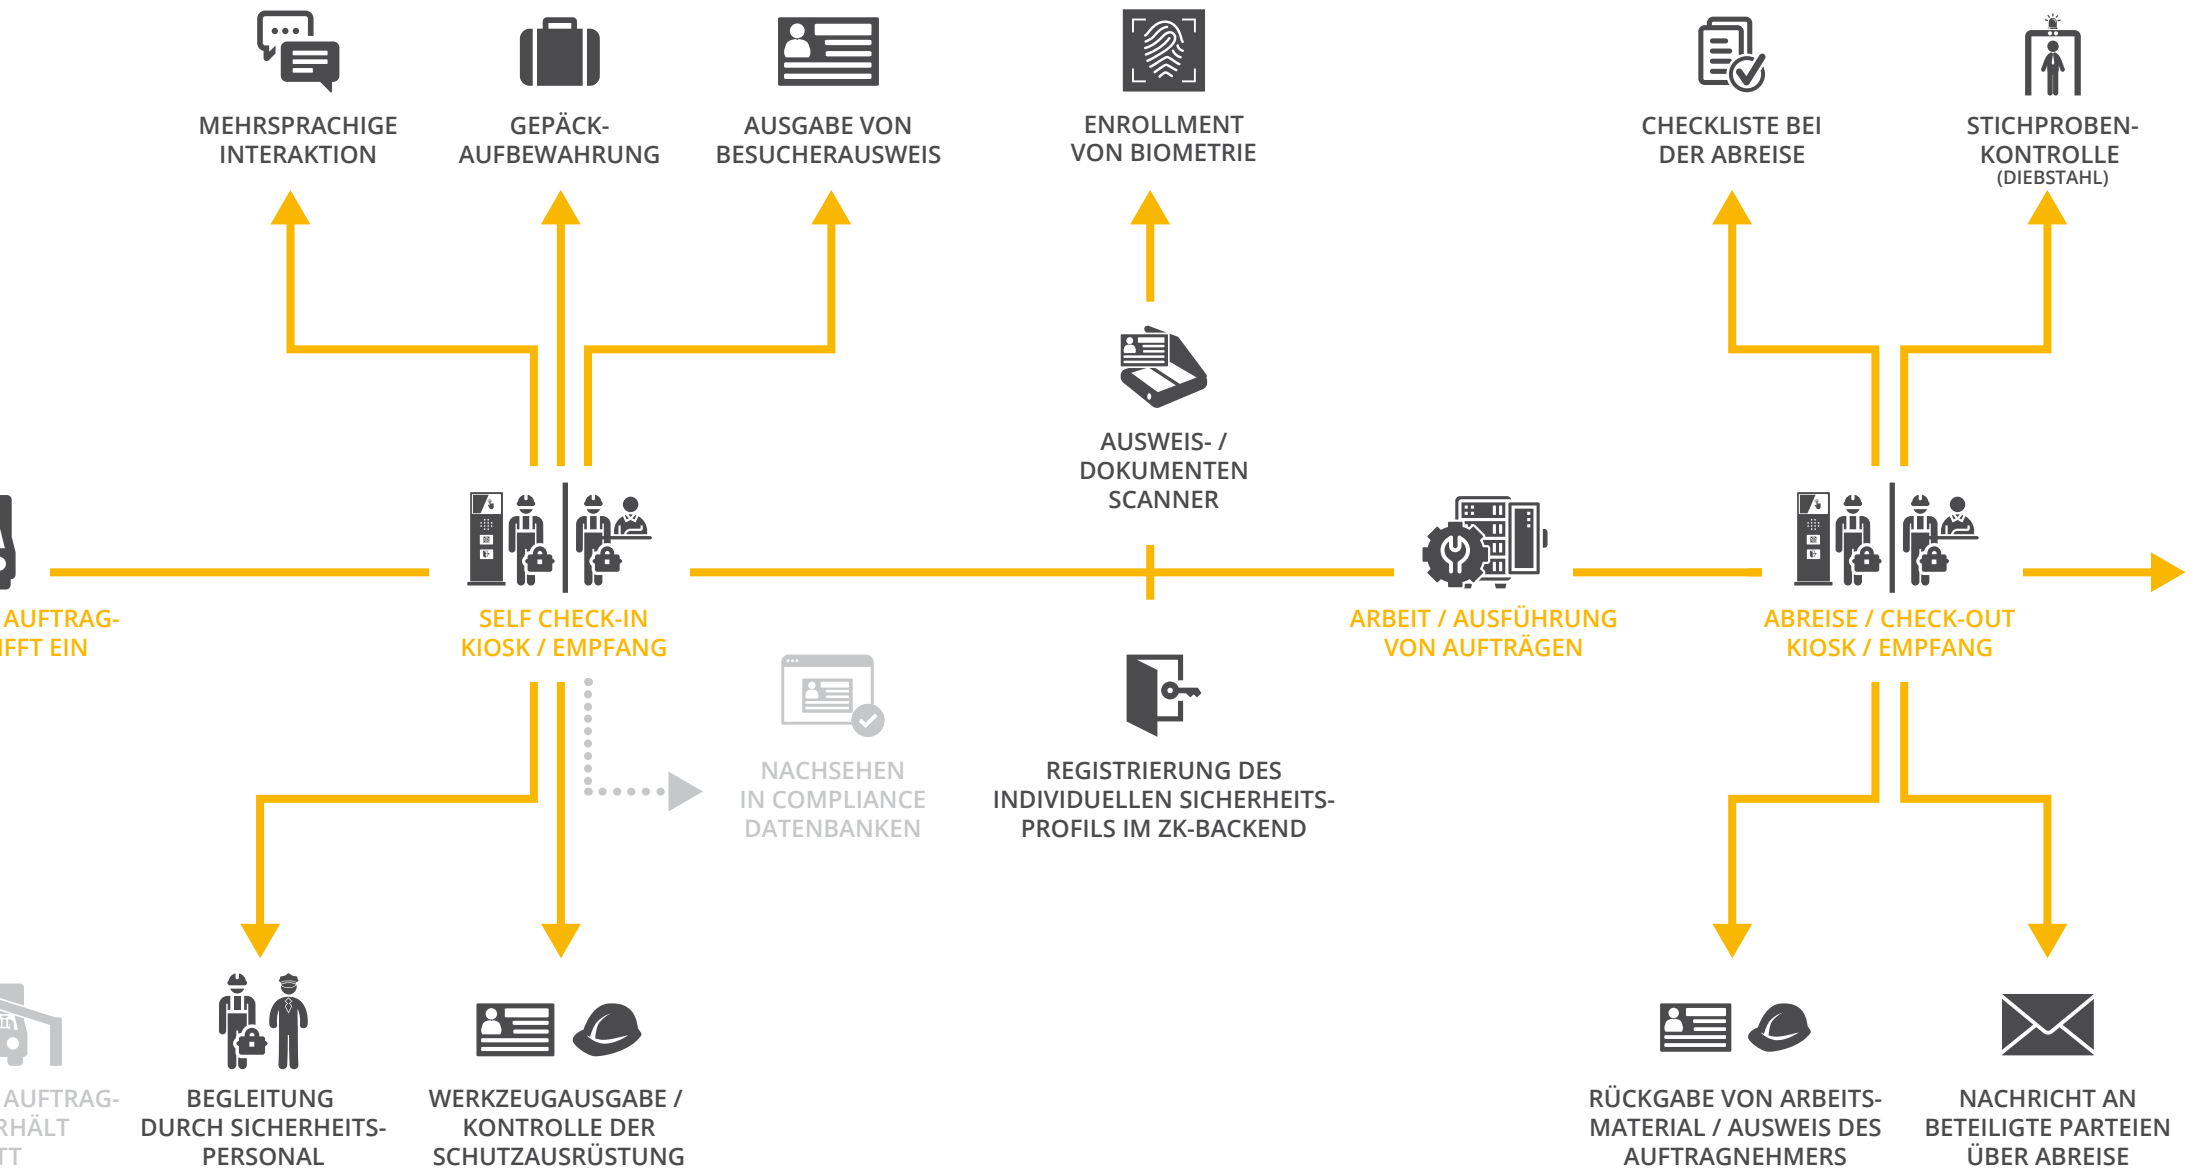 MEHRSPRACHIGE
INTERAKTION
GEPÄCK-
AUFBEWAHRUNG
AUSGABE VON
BESUCHERAUSWEIS
ENROLLMENT
VON BIOMETRIE
CHECKLISTE BEI
DER ABREISE
STICHPROBEN-
KONTROLLE
(DIEBSTAHL)
AUSWEIS- /
DOKUMENTEN
SCANNER
AUFTRAG-
IFFT EIN
SELF CHECK-IN
KIOSK / EMPFANG
ARBEIT / AUSFÜHRUNG
VON AUFTRÄGEN
ABREISE / CHECK-OUT
KIOSK / EMPFANG
NACHSEHEN
IN COMPLIANCE
DATENBANKEN
REGISTRIERUNG DES
INDIVIDUELLEN SICHERHEITS-
PROFILS IM ZK-BACKEND
AUFTRAG-
RHÄLT
TT
BEGLEITUNG
DURCH SICHERHEITS-
PERSONAL
WERKZEUGAUSGABE /
KONTROLLE DER
SCHUTZAUSRÜSTUNG
RÜCKGABE VON ARBEITS-
MATERIAL / AUSWEIS DES
AUFTRAGNEHMERS
NACHRICHT AN
BETEILIGTE PARTEIEN
ÜBER ABREISE